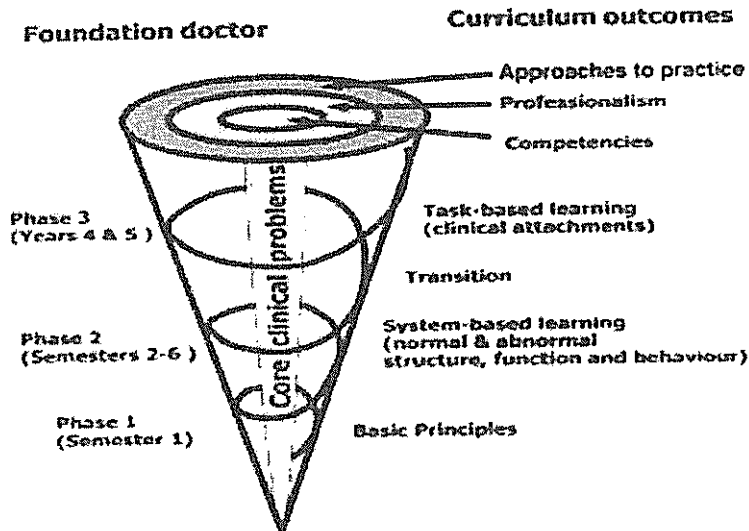 Foundation doctor
Curriculum outcomes
Approaches to practice
Professionalism
Competencies
Core clinical problems
Phase 3
(Years 4 & 5 )
Task-based learning
(clinical attachments)
Transition
Phase 2
(Semesters 2-6 )
System-based learning
(normal & abnormal
structure, function and behaviour)
Phase 1
(Semester 1)
Basic Principles